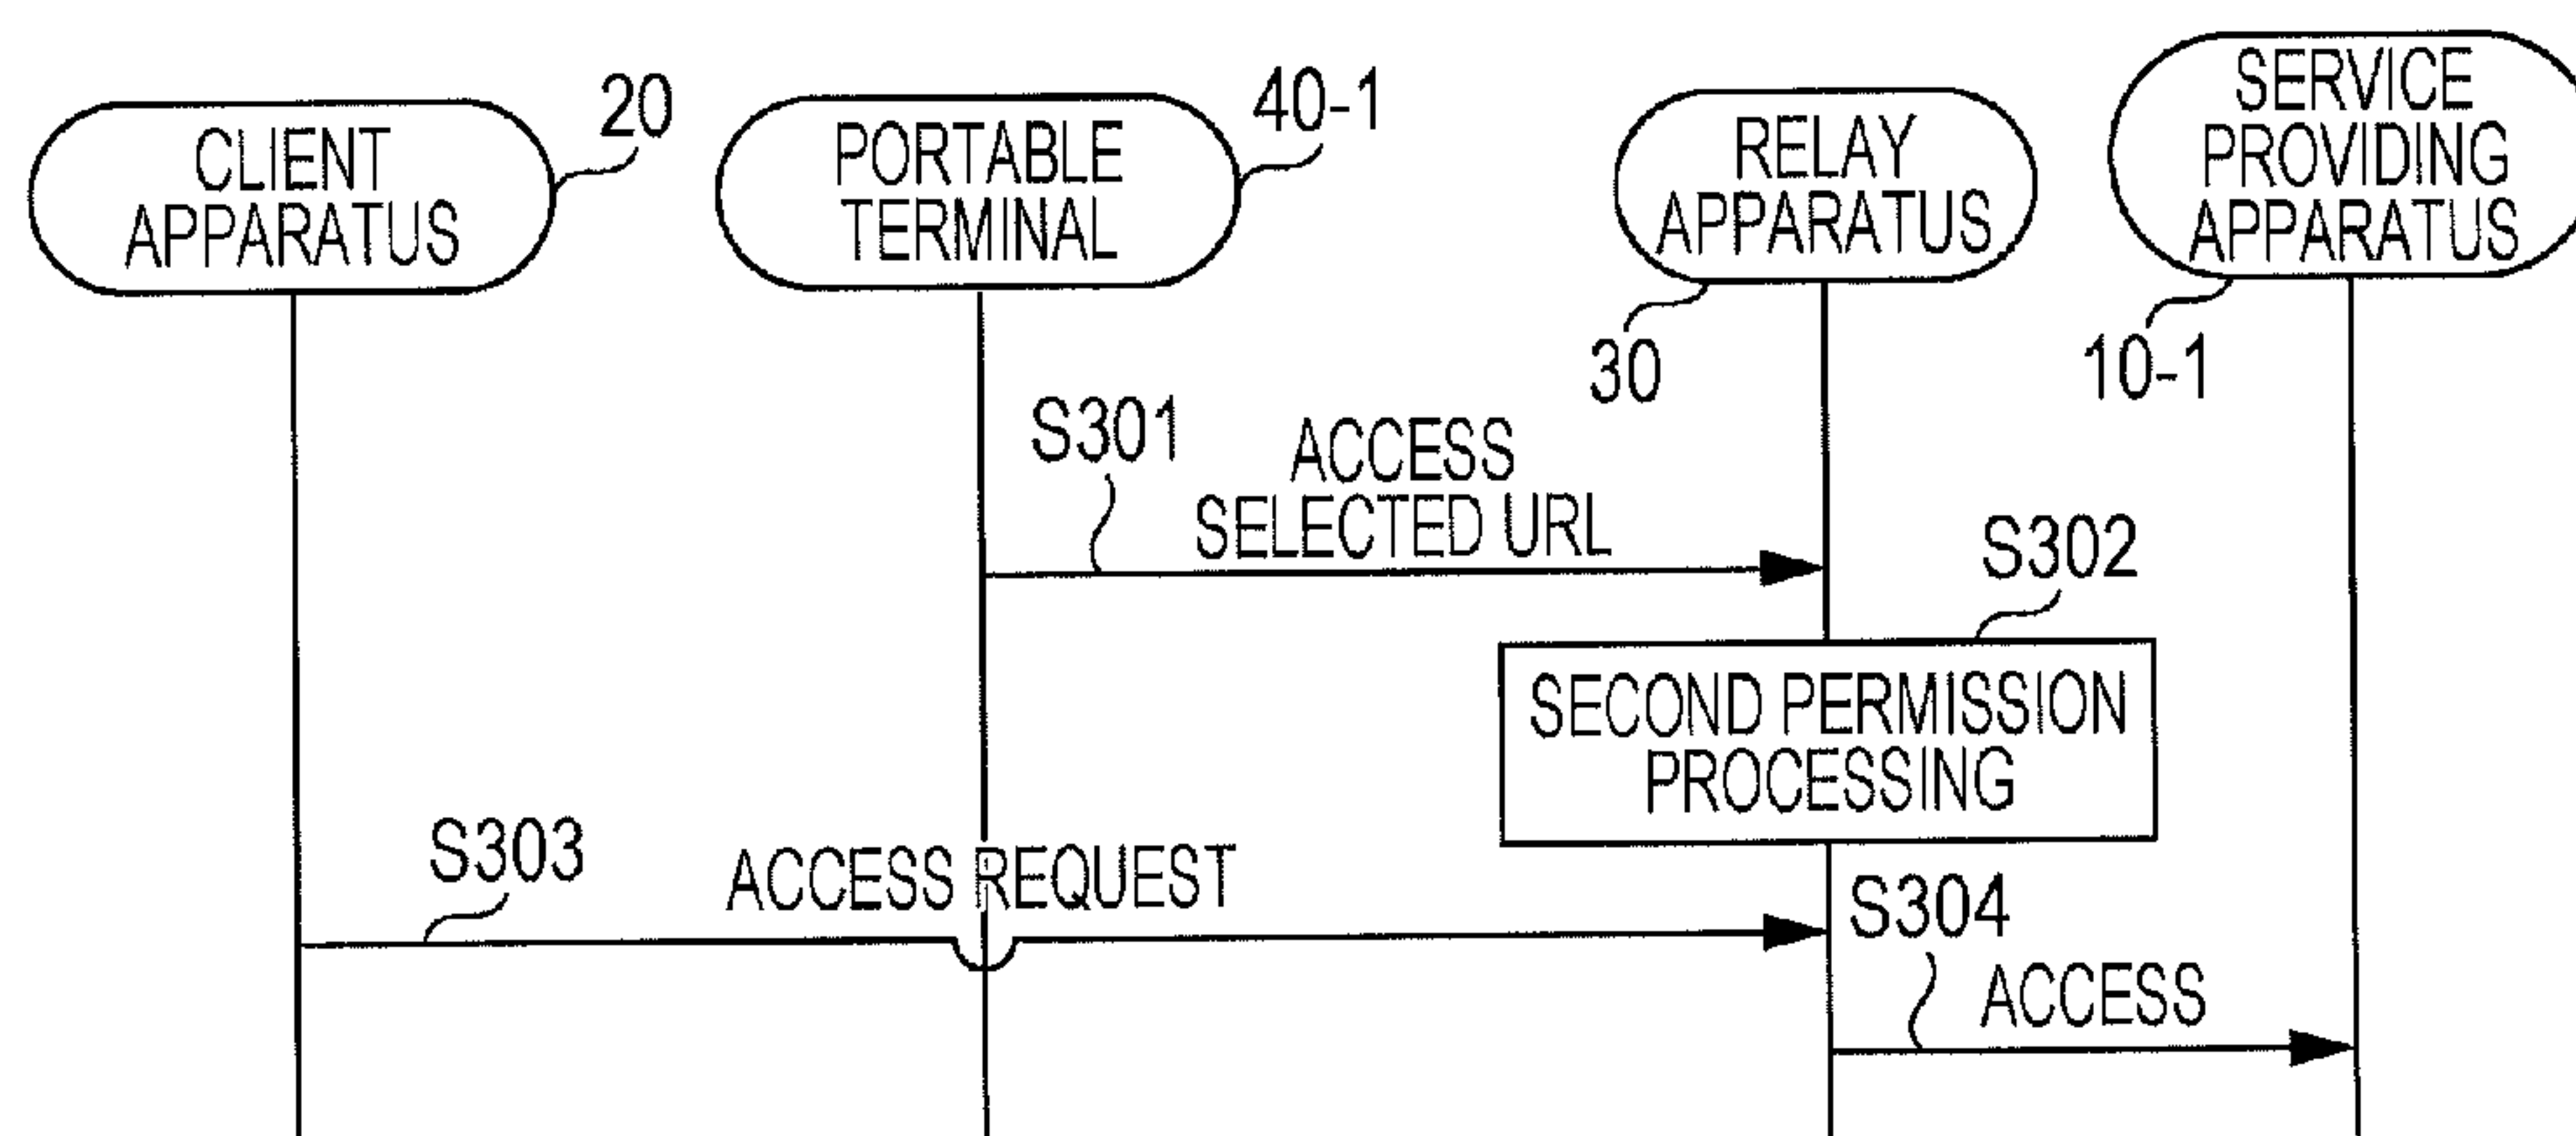 CLIENT
APPARATUS
20
PORTABLE
TERMINAL
40-1
RELAY
APPARATUS
30
SERVICE
PROVIDING
APPARATUS
10-1
S301
ACCESS
SELECTED URL
S302
SECOND PERMISSION
PROCESSING
S303
ACCESS REQUEST
S304
ACCESS